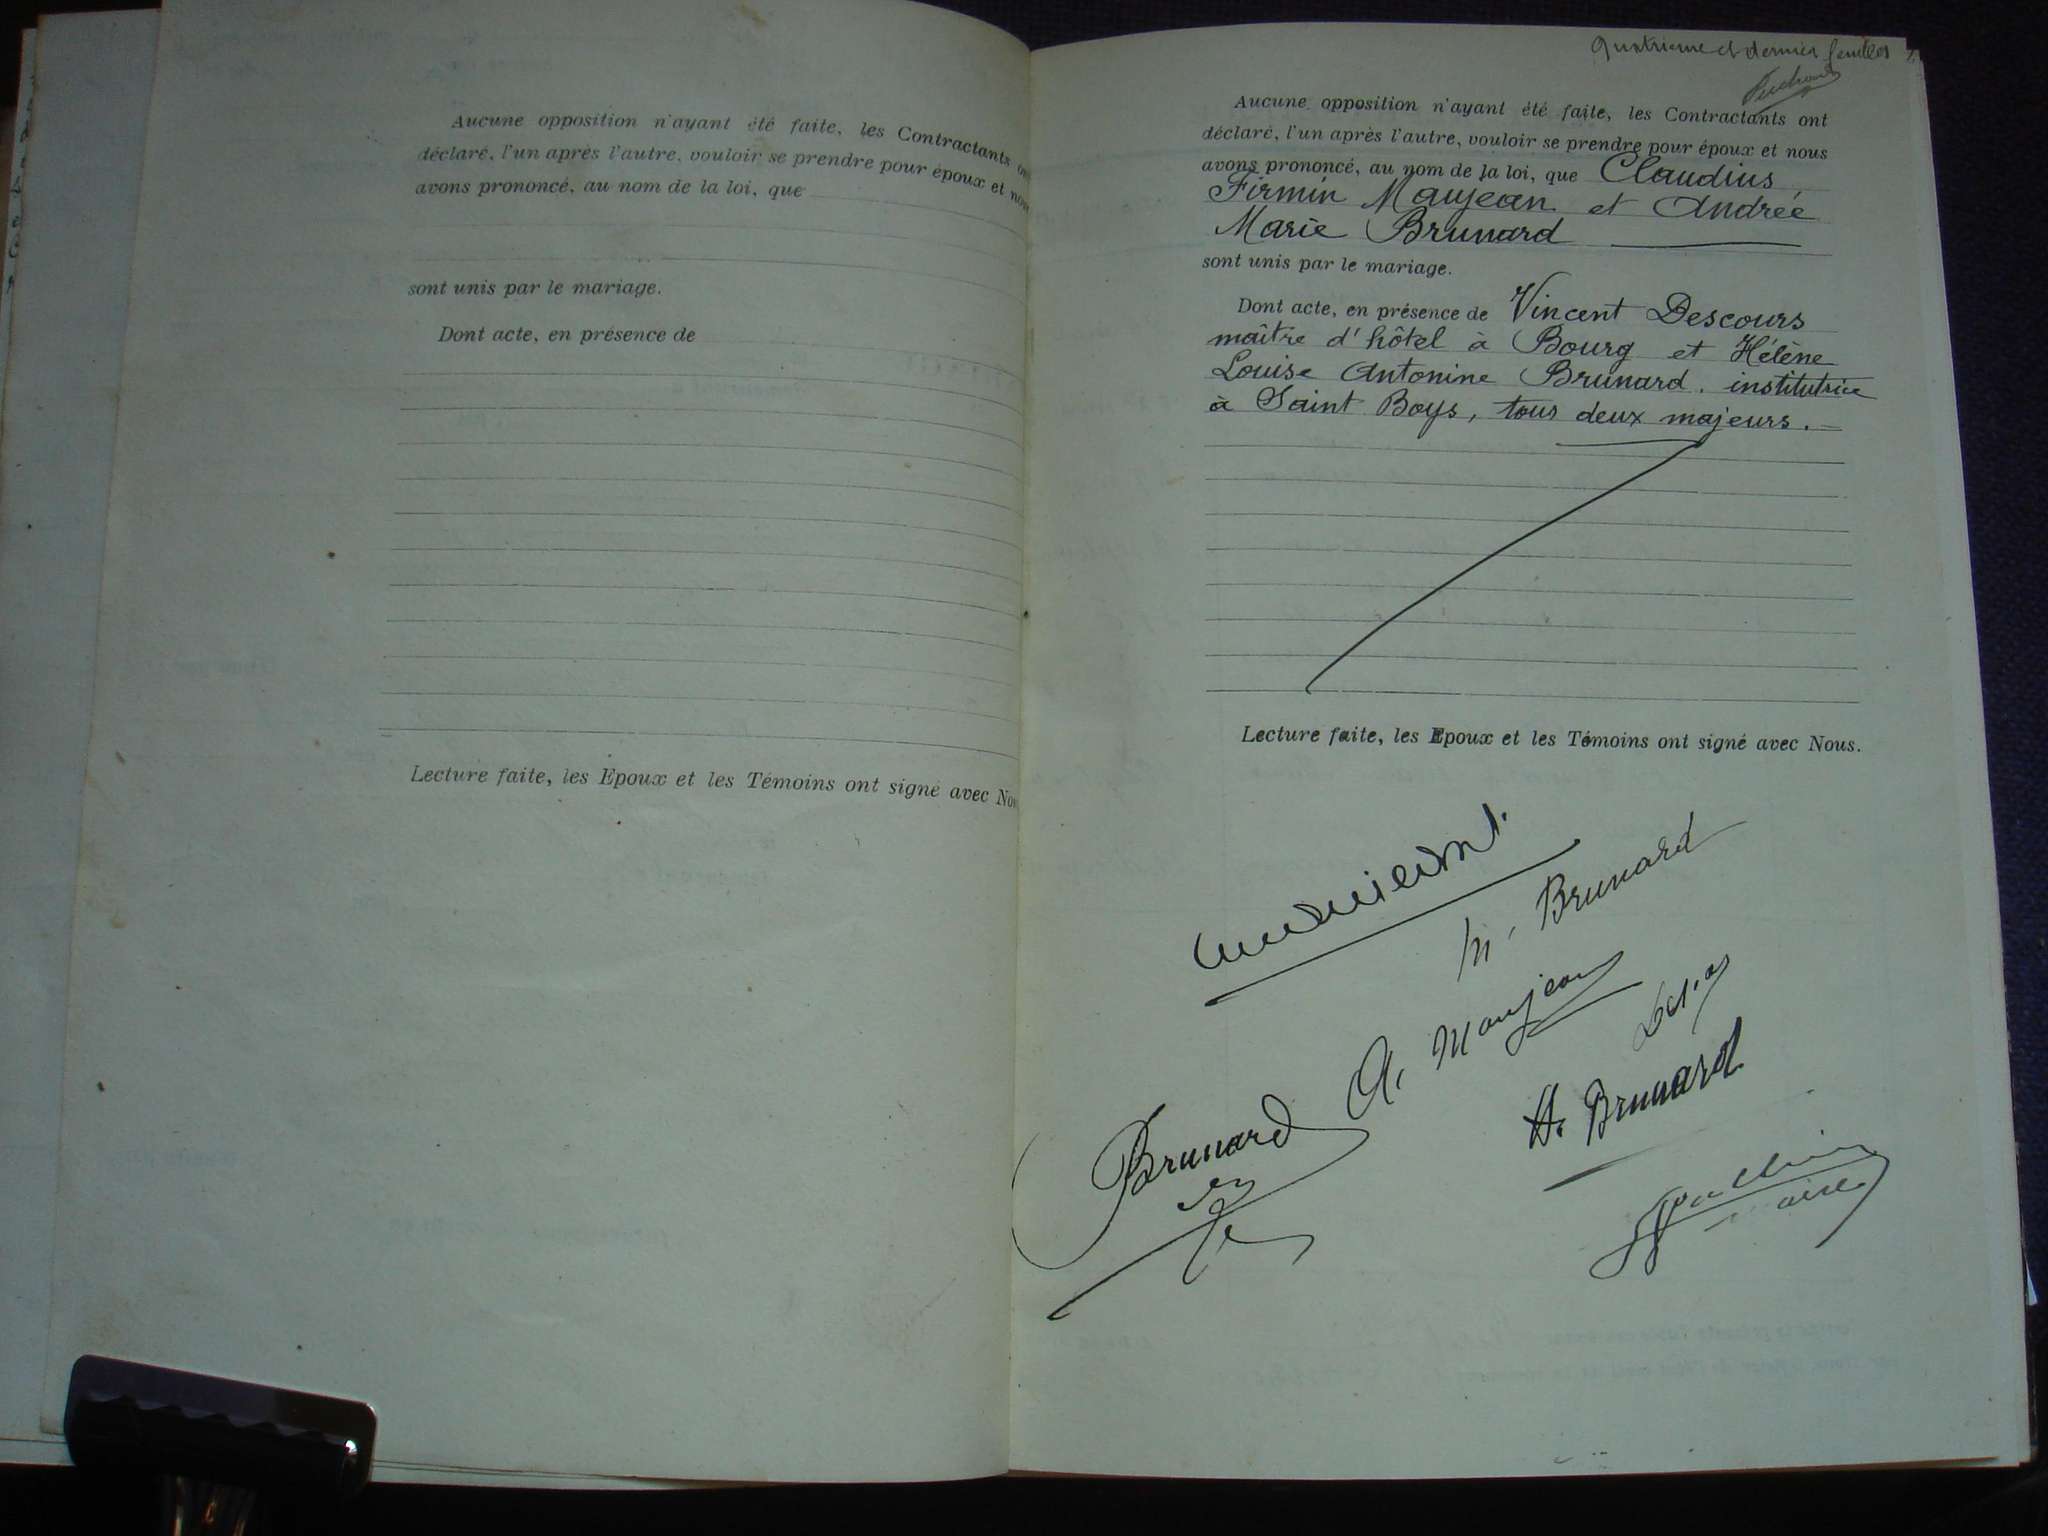 Aucune opposition n'ayant été faite, les Contractants
déclaré, l'un après l'autre, vouloir se prendre pour époux et nous
avons prononcé, au nom de la loi, que
sont unis par le mariage.
Dont acte, en présence de
Lecture faite, les Epoux et les Témoins ont signé avec
Quatrieme et dernier
Aucune opposition n'ayant été faite, les Contractants ont
déclaré, l'un après l'autre, vouloir se prendre pour époux et nous
avons prononcé, au nom de la loi, que Claudius
Firmin Maujean et Andrée
Marie Brunard
sont unis par le mariage.
Dont acte, en présence de Vincent Descours
maître d'hôtel à Bourg et Hélène
Louise Antonine Brunard, institutrice
à Saint Boys, tous deux majeurs.
Lecture faite, les Epoux et les Témoins ont signé avec Nous.
M. Brunard
A. Maujean
Brunard
H. Brunard